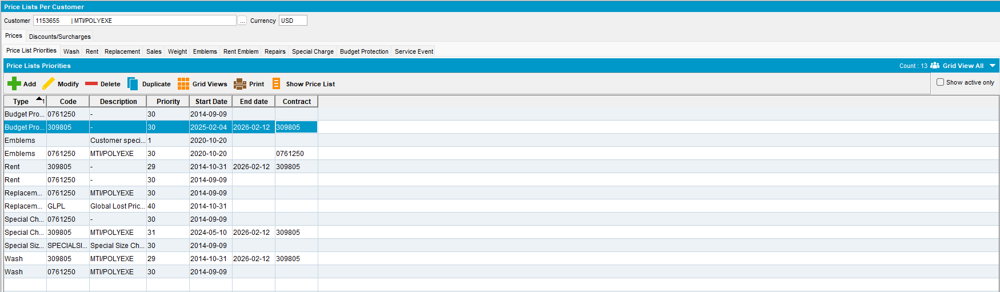 Price Lists Per Customer
Customer 1153655 | MTI/POLYEXE ... Currency USD
Prices Discounts/Surcharges
Price List Priorities Wash Rent Replacement Sales Weight Emblems Rent Emblem Repairs Special Charge Budget Protection Service Event
Price Lists Priorities Count : 13 Grid View All
Add Modify Delete Duplicate Grid Views Print Show Price List Show active only
Type 1 Code Description Priority Start Date End date Contract
Budget Pro... 0761250 - 30 2014-09-09
Budget Pro... 309805 - 30 2025-02-04 2026-02-12 309805
Emblems Customer speci... 1 2020-10-20
Emblems 0761250 MTI/POLYEXE 30 2020-10-20 0761250
Rent 309805 - 29 2014-10-31 2026-02-12 309805
Rent 0761250 - 30 2014-09-09
Replacem... 0761250 MTI/POLYEXE 30 2014-09-09
Replacem... GLPL Global Lost Pric... 40 2014-10-31
Special Ch... 0761250 - 30 2014-09-09
Special Ch... 309805 MTI/POLYEXE 31 2024-05-10 2026-02-12 309805
Special Siz... SPECIALSI... Special Size Ch... 30 2014-09-09
Wash 309805 MTI/POLYEXE 29 2014-10-31 2026-02-12 309805
Wash 0761250 MTI/POLYEXE 30 2014-09-09